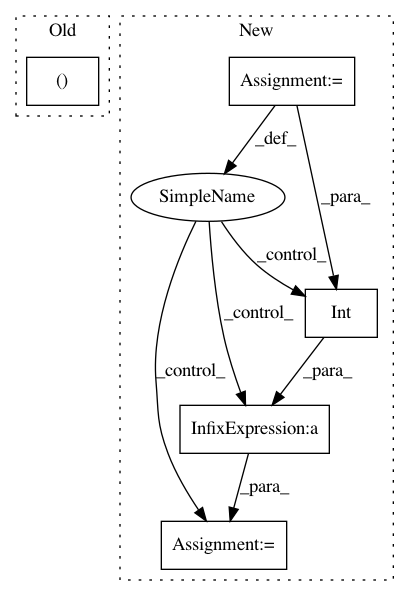 Old
New
()
Assignment:=
_def_
SimpleName
_para_
_control_
Int
_control_
_control_
_para_
InfixExpression:a
_para_
Assignment:=